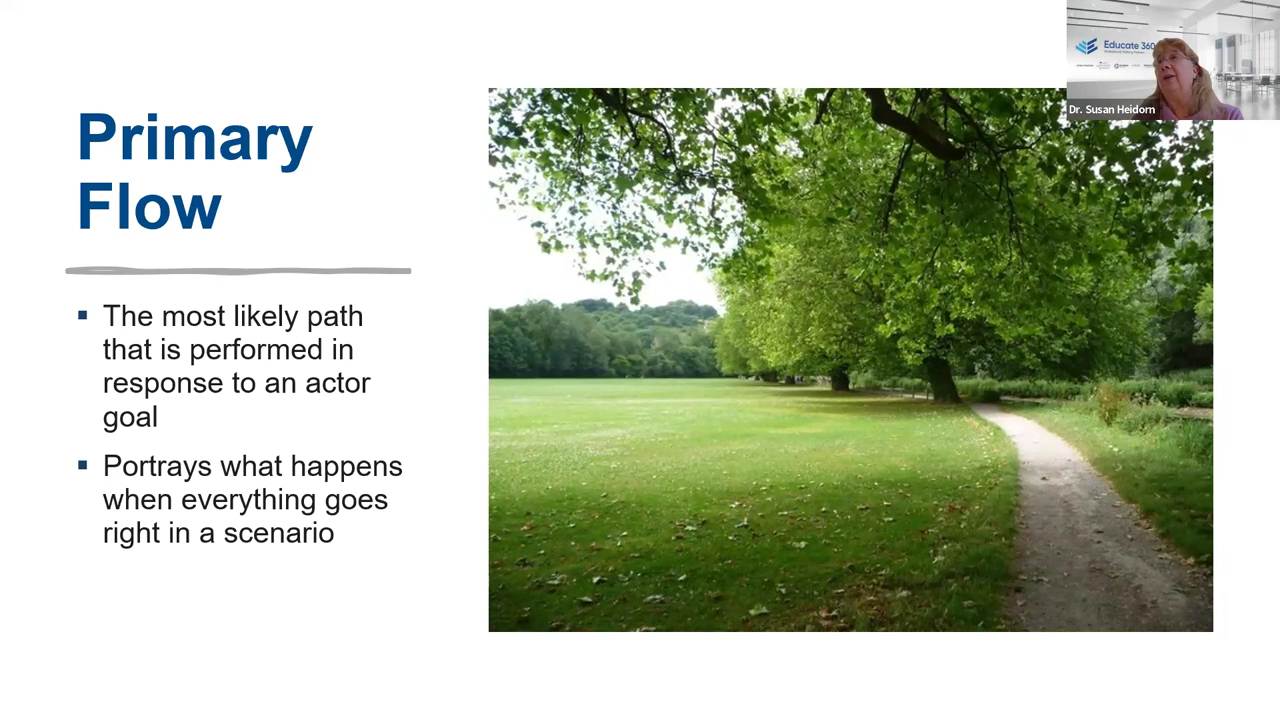 Primary
Flow
The most likely path
that is performed in
response to an actor
goal
Portrays what happens
when everything goes
right in a scenario
Educate 360
Dr. Susan Heidorn